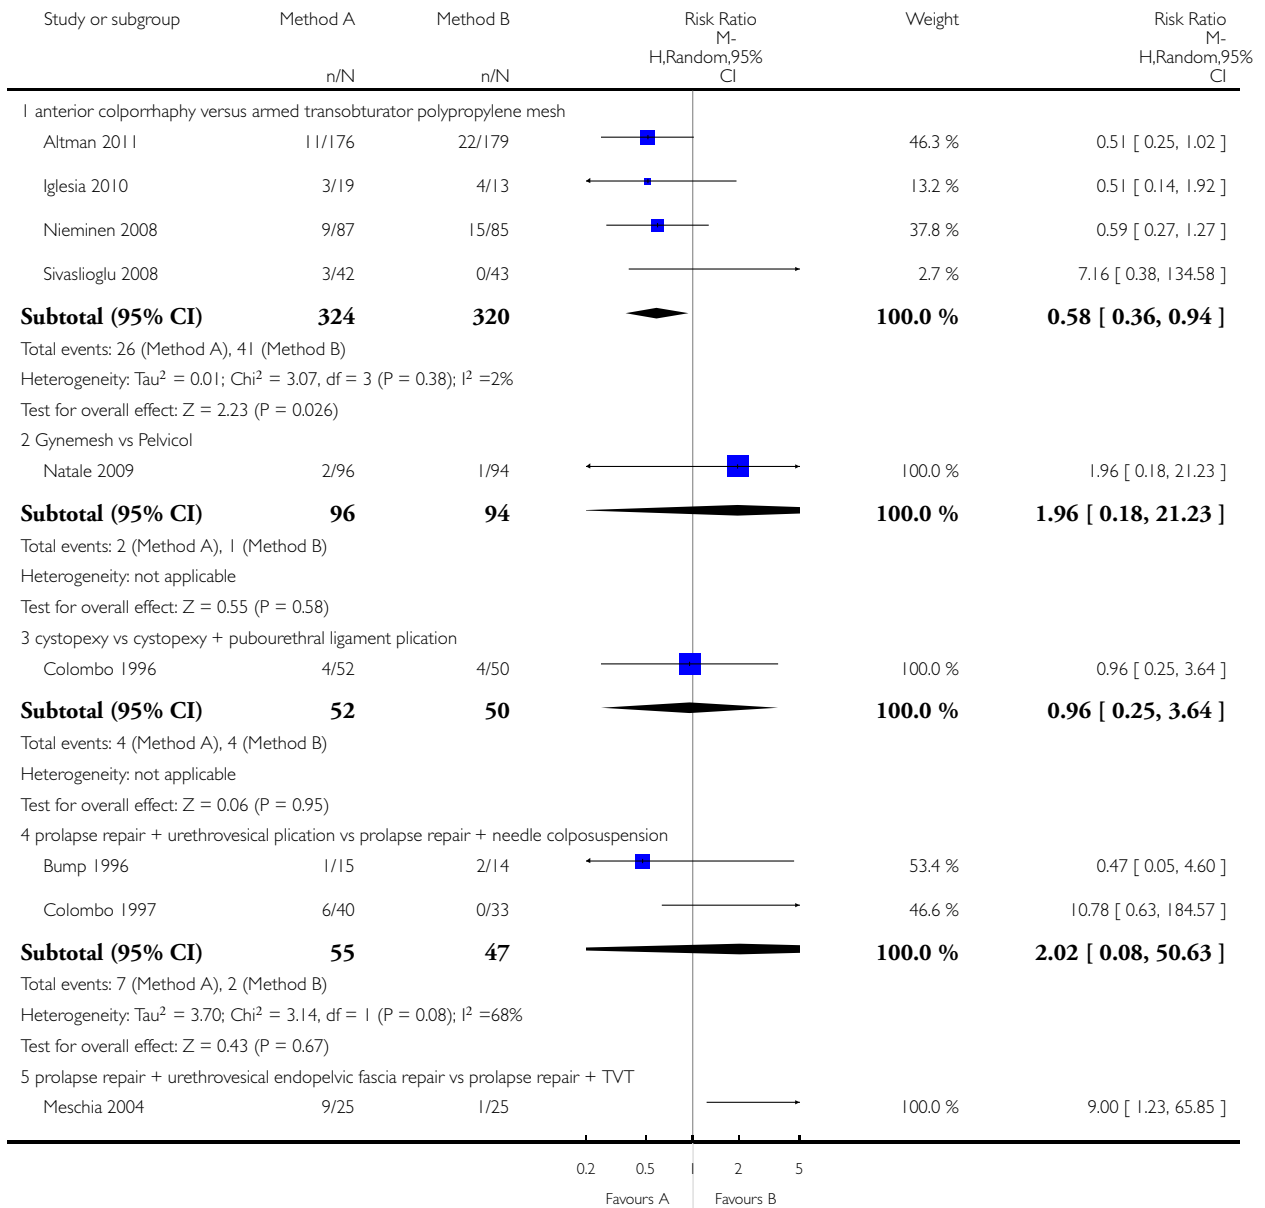 Study or subgroup Method A Method B Risk Ratio Weight Risk Ratio
M- M-
H,Random,95% H,Random,95%
n/N n/N CI CI
1 anterior colporrhaphy versus armed transobturator polypropylene mesh
Altman 2011 11/176 22/179 46.3 % 0.51 [ 0.25, 1.02 ]
Iglesia 2010 3/19 4/13 13.2 % 0.51 [ 0.14, 1.92 ]
Nieminen 2008 9/87 15/85 37.8 % 0.59 [ 0.27, 1.27 ]
Sivaslioglu 2008 3/42 0/43 2.7 % 7.16 [ 0.38, 134.58 ]
Subtotal (95% CI) 324 320 100.0 % 0.58 [ 0.36, 0.94 ]
Total events: 26 (Method A), 41 (Method B)
Heterogeneity: Tau² = 0.01; Chi² = 3.07, df = 3 (P = 0.38); I² =2%
Test for overall effect: Z = 2.23 (P = 0.026)
2 Gynemesh vs Pelvicol
Natale 2009 2/96 1/94 100.0 % 1.96 [ 0.18, 21.23 ]
Subtotal (95% CI) 96 94 100.0 % 1.96 [ 0.18, 21.23 ]
Total events: 2 (Method A), 1 (Method B)
Heterogeneity: not applicable
Test for overall effect: Z = 0.55 (P = 0.58)
3 cystopexy vs cystopexy + pubourethral ligament plication
Colombo 1996 4/52 4/50 100.0 % 0.96 [ 0.25, 3.64 ]
Subtotal (95% CI) 52 50 100.0 % 0.96 [ 0.25, 3.64 ]
Total events: 4 (Method A), 4 (Method B)
Heterogeneity: not applicable
Test for overall effect: Z = 0.06 (P = 0.95)
4 prolapse repair + urethrovesical plication vs prolapse repair + needle colposuspension
Bump 1996 1/15 2/14 53.4 % 0.47 [ 0.05, 4.60 ]
Colombo 1997 6/40 0/33 46.6 % 10.78 [ 0.63, 184.57 ]
Subtotal (95% CI) 55 47 100.0 % 2.02 [ 0.08, 50.63 ]
Total events: 7 (Method A), 2 (Method B)
Heterogeneity: Tau² = 3.70; Chi² = 3.14, df = 1 (P = 0.08); I² =68%
Test for overall effect: Z = 0.43 (P = 0.67)
5 prolapse repair + urethrovesical endopelvic fascia repair vs prolapse repair + TVT
Meschia 2004 9/25 1/25 100.0 % 9.00 [ 1.23, 65.85 ]
0.2 0.5 1 2 5
Favours A Favours B